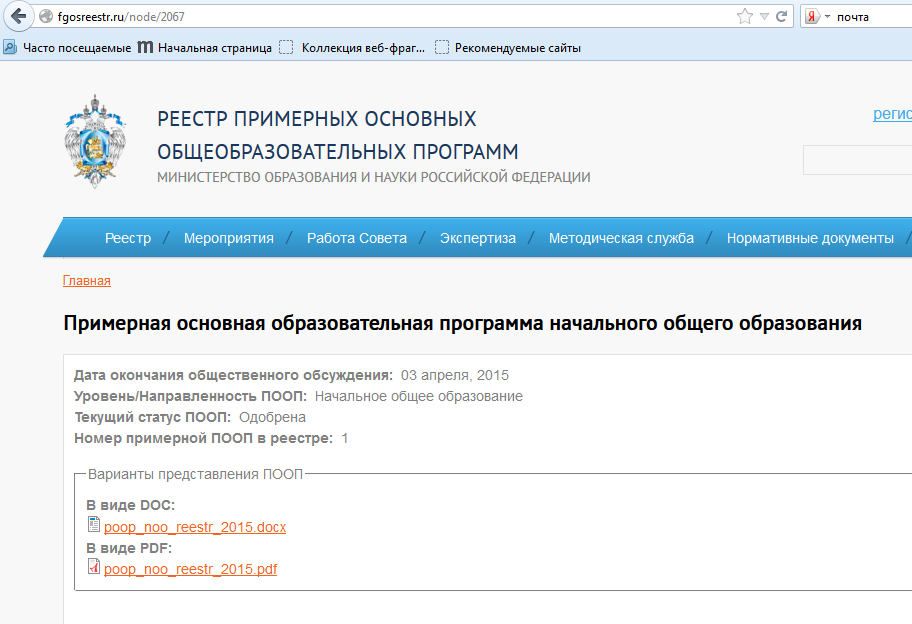 fgosreestr.ru/node/2067
почта
Часто посещаемые
Начальная страница
Коллекция веб-фраг...
Рекомендуемые сайты
РЕЕСТР ПРИМЕРНЫХ ОСНОВНЫХ
ОБЩЕОБРАЗОВАТЕЛЬНЫХ ПРОГРАММ
МИНИСТЕРСТВО ОБРАЗОВАНИЯ И НАУКИ РОССИЙСКОЙ ФЕДЕРАЦИИ
регис
Реестр / Мероприятия / Работа Совета / Экспертиза / Методическая служба / Нормативные документы /
Главная
Примерная основная образовательная программа начального общего образования
Дата окончания общественного обсуждения: 03 апреля, 2015
Уровень/Направленность ПООП: Начальное общее образование
Текущий статус ПООП: Одобрена
Номер примерной ПООП в реестре: 1
Варианты представления ПООП
В виде DOC:
poop_noo_reestr_2015.docx
В виде PDF:
poop_noo_reestr_2015.pdf